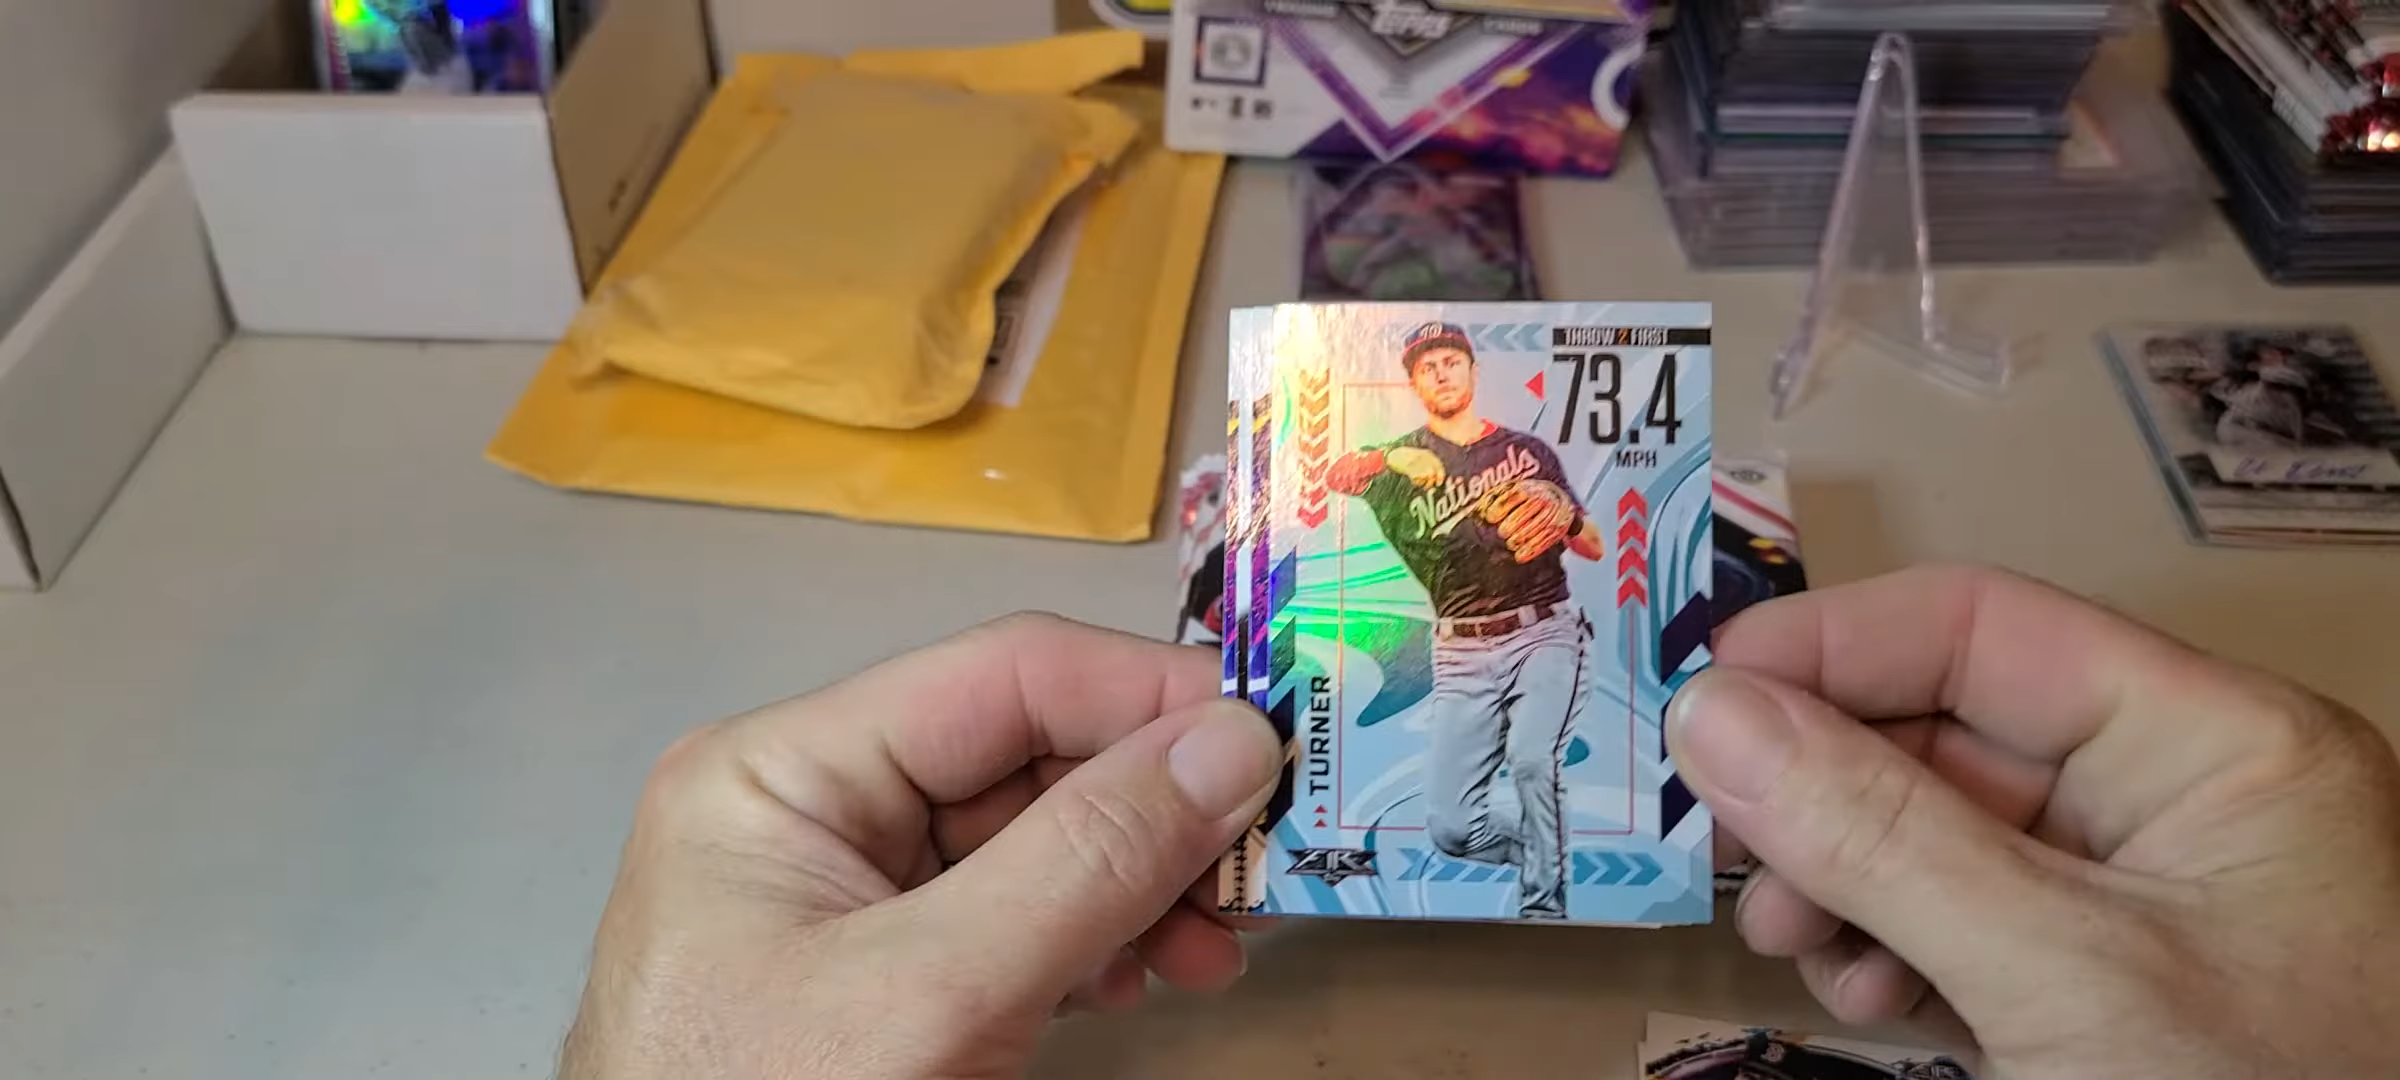 topps
THROW 2 FIRST
73.4
MPH
Nationals
TURNER
FIRE